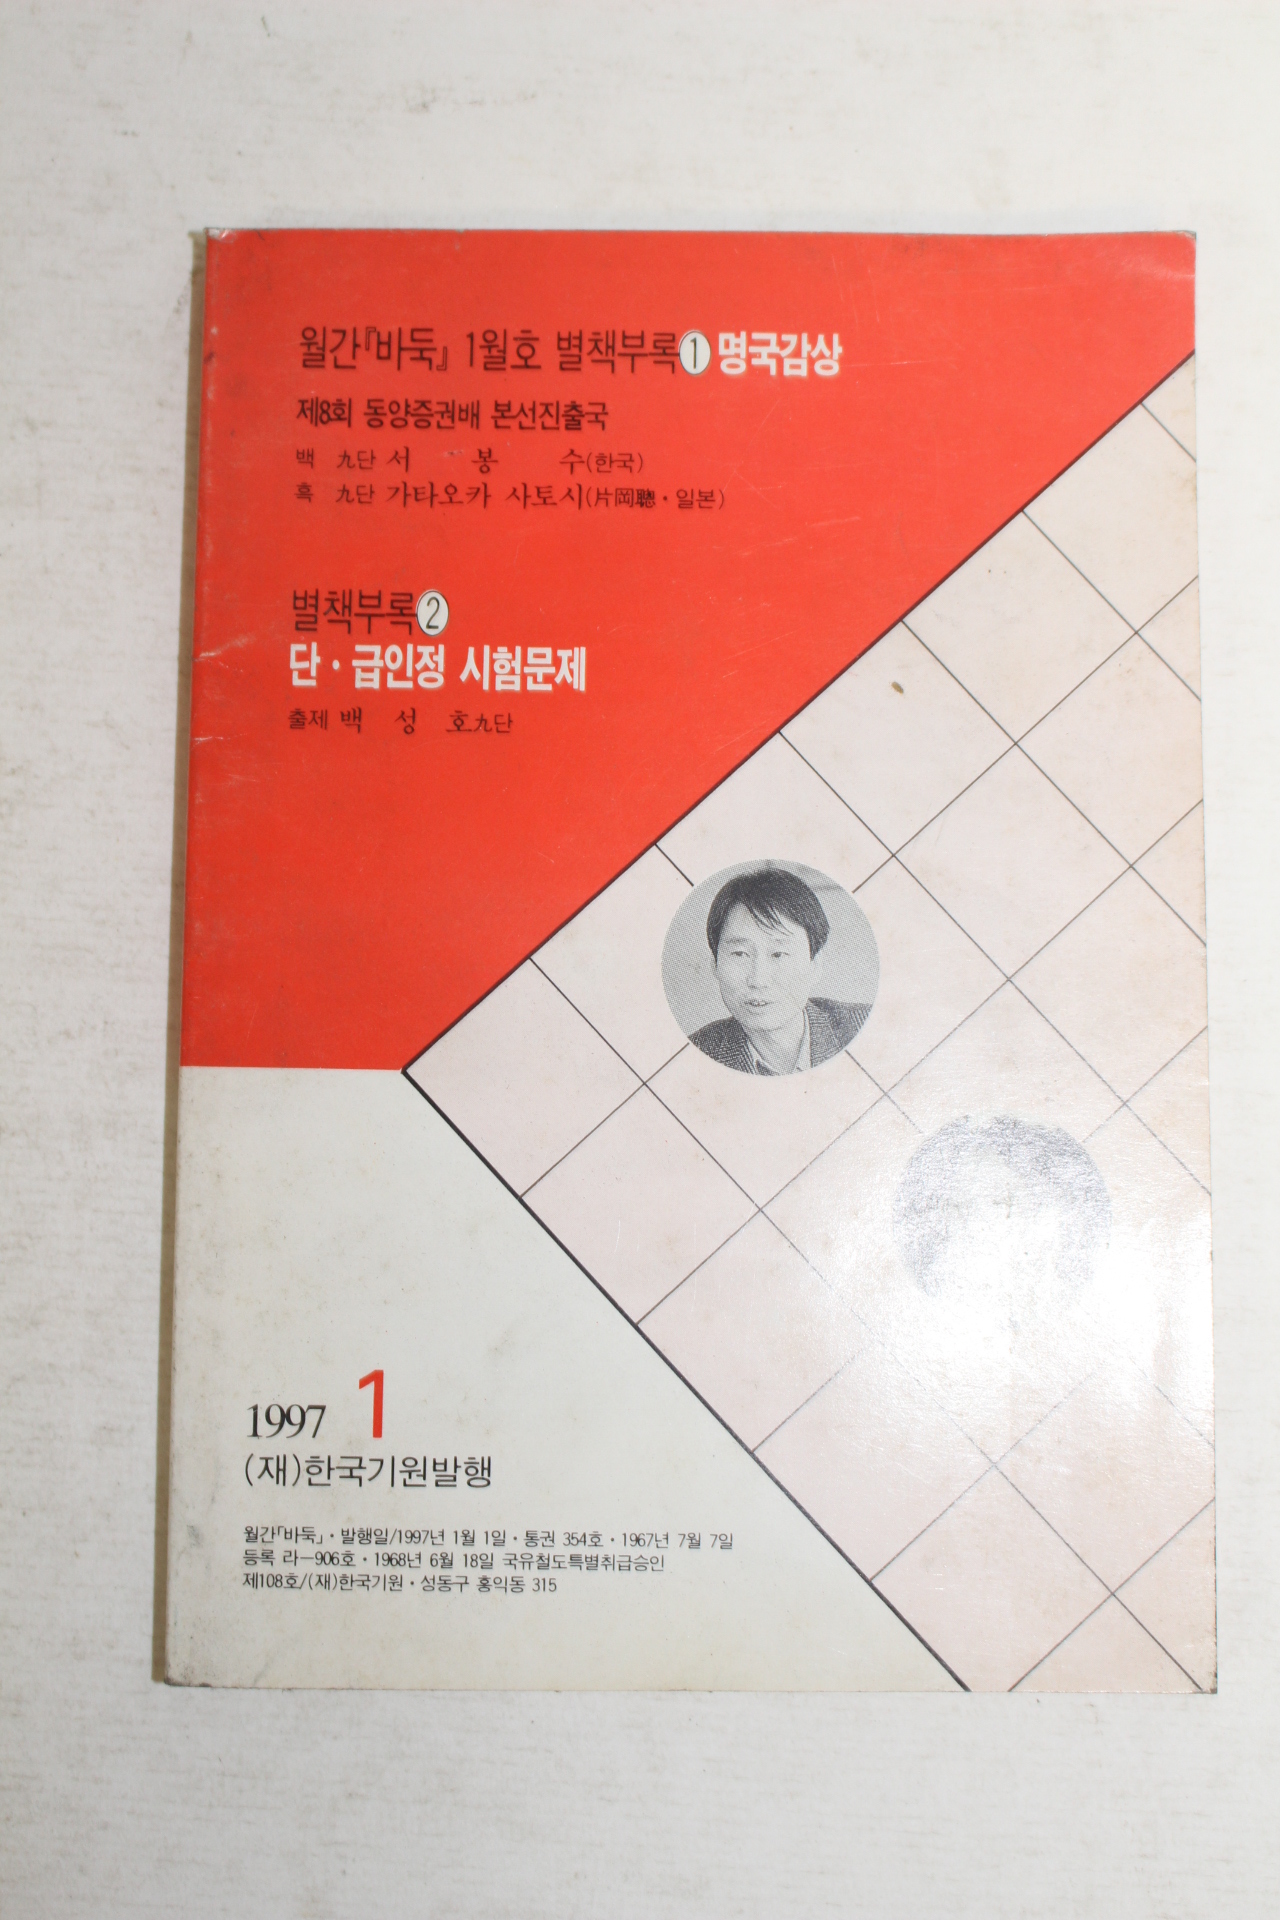 월간『바둑』 1월호 별책부록① 명국감상
제8회 동양증권배 본선진출국
백 九단 서 봉 수(한국)
흑 九단 가타오카 사토시(片岡聰·일본)
별책부록②
단·급인정 시험문제
출제 백 성 호九단
1997 1
(재)한국기원발행
월간「바둑」·발행일/1997년 1월 1일·통권 354호·1967년 7월 7일
등록 라-906호·1968년 6월 18일 국유철도특별취급승인
제108호/(재)한국기원·성동구 홍익동 315